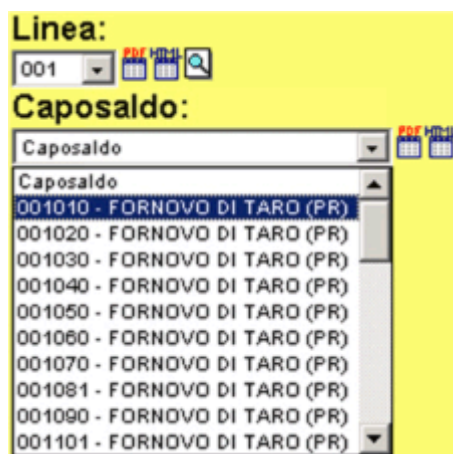 Linea:
001 PDF HTML
Caposaldo:
Caposaldo PDF HTML
Caposaldo
001010 - FORNOVO DI TARO (PR)
001020 - FORNOVO DI TARO (PR)
001030 - FORNOVO DI TARO (PR)
001040 - FORNOVO DI TARO (PR)
001050 - FORNOVO DI TARO (PR)
001060 - FORNOVO DI TARO (PR)
001070 - FORNOVO DI TARO (PR)
001081 - FORNOVO DI TARO (PR)
001090 - FORNOVO DI TARO (PR)
001101 - FORNOVO DI TARO (PR)